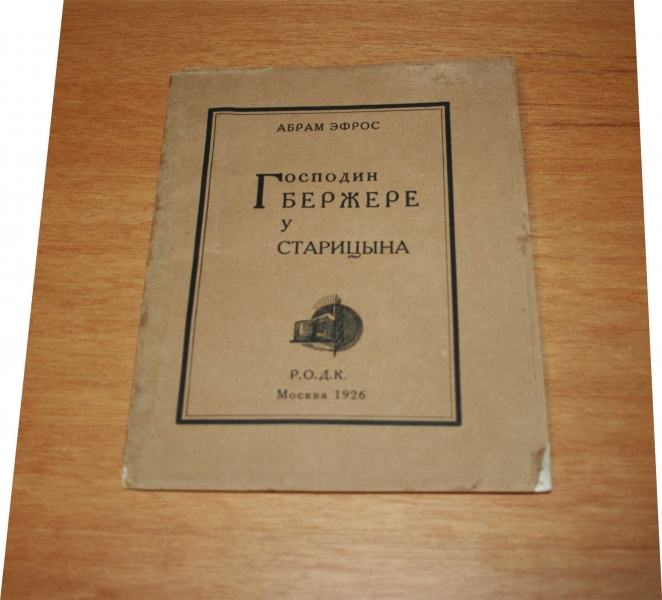 АБРАМ ЭФРОС
Господин
БЕРЖЕРЕ
У
СТАРИЦЫНА
Р.О.Д.К.
Москва 1926